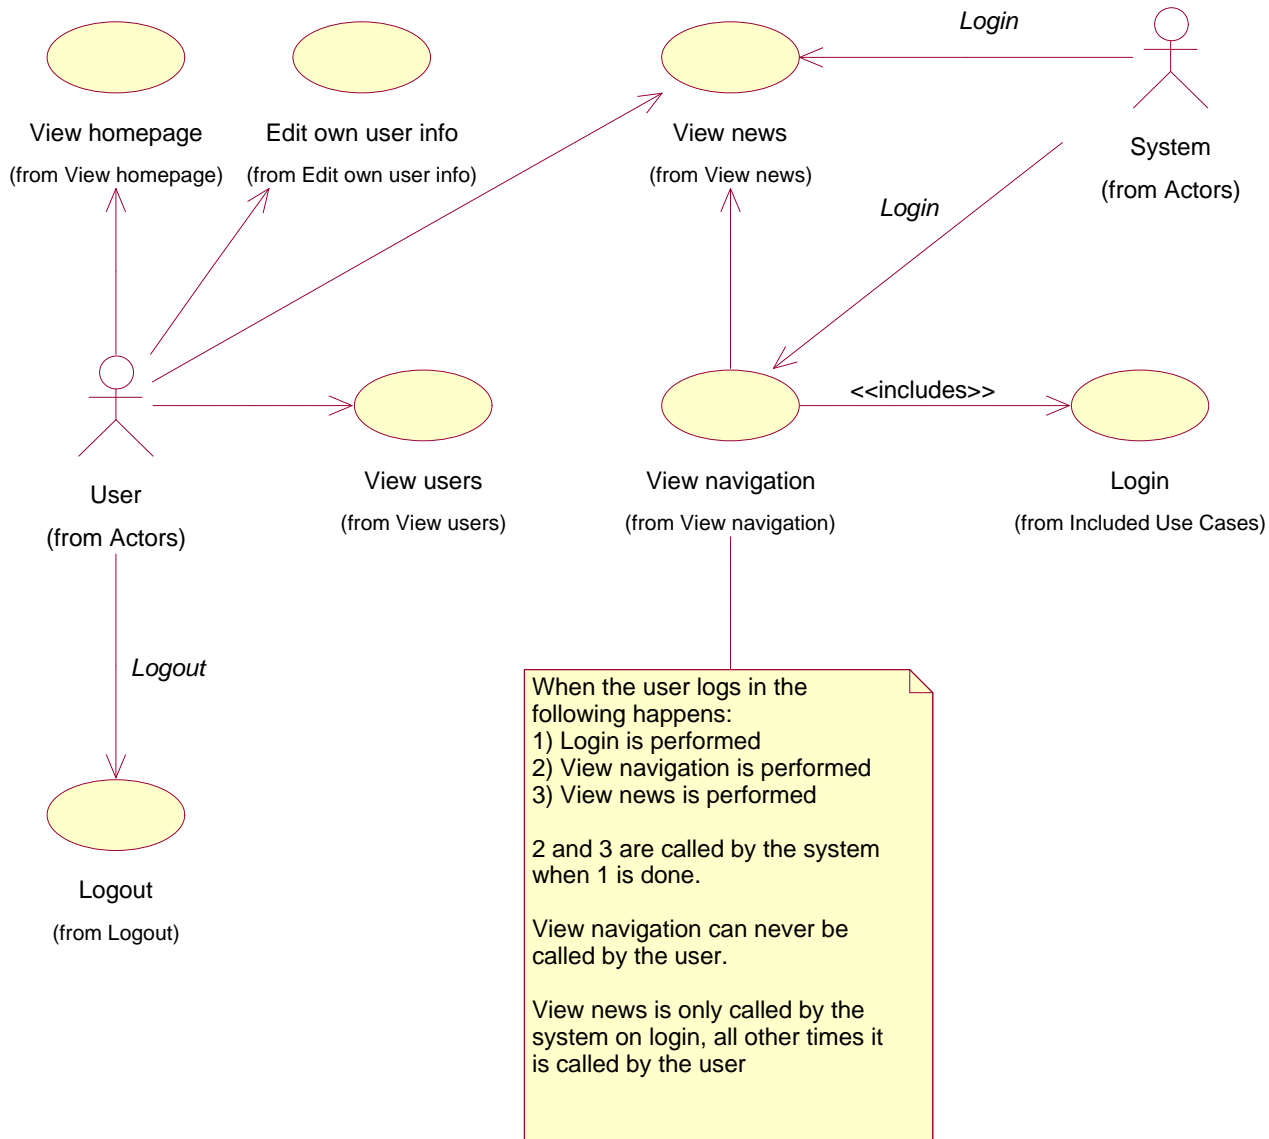 Login
View homepage
(from View homepage)
Edit own user info
(from Edit own user info)
View news
(from View news)
System
(from Actors)
Login
<<includes>>
User
(from Actors)
View users
(from View users)
View navigation
(from View navigation)
Login
(from Included Use Cases)
Logout
Logout
(from Logout)
When the user logs in the
following happens:
1) Login is performed
2) View navigation is performed
3) View news is performed
2 and 3 are called by the system
when 1 is done.
View navigation can never be
called by the user.
View news is only called by the
system on login, all other times it
is called by the user